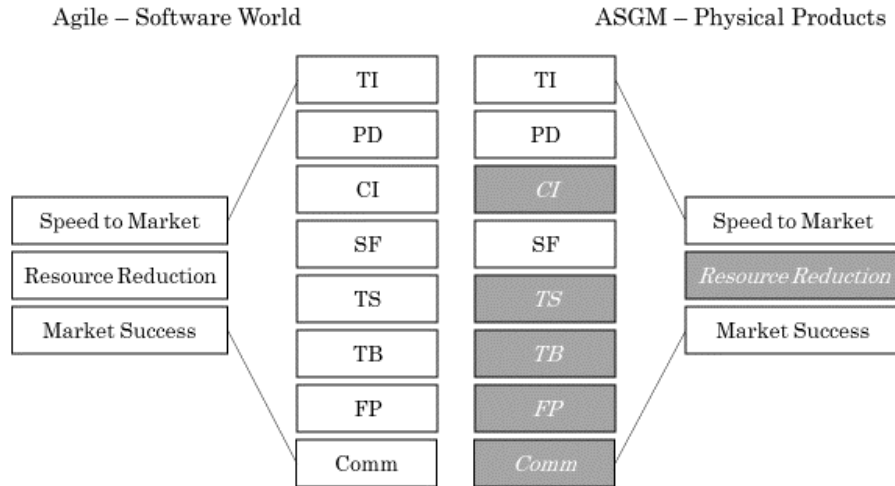 Agile – Software World
ASGM – Physical Products
TI
TI
PD
PD
CI
CI
Speed to Market
SF
SF
Speed to Market
Resource Reduction
TS
TS
Resource Reduction
Market Success
TB
TB
Market Success
FP
FP
Comm
Comm